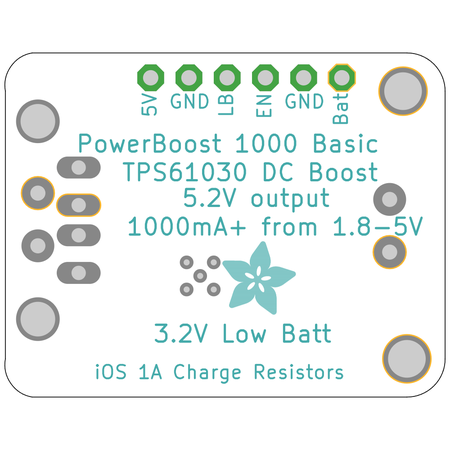 5V GND LB EN GND Bat
PowerBoost 1000 Basic
TPS61030 DC Boost
5.2V output
1000mA+ from 1.8-5V
3.2V Low Batt
iOS 1A Charge Resistors